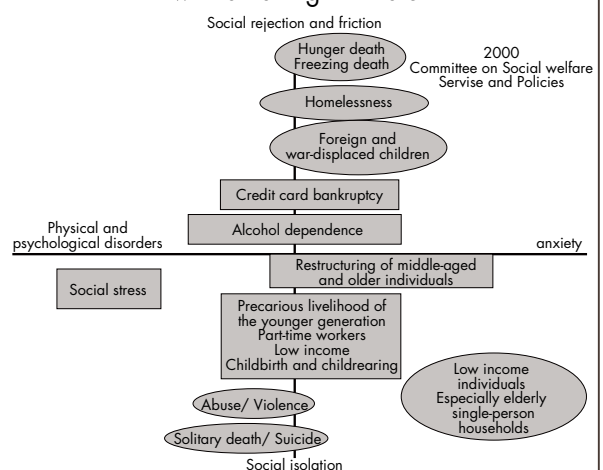 Social rejection and friction
Hunger death
Freezing death
2000
Committee on Social welfare
Servise and Policies
Homelessness
Foreign and
war-displaced children
Credit card bankruptcy
Alcohol dependence
Physical and
psychological disorders
anxiety
Restructuring of middle-aged
and older individuals
Social stress
Precarious livelihood of
the younger generation
Part-time workers
Low income
Childbirth and childrearing
Low income
individuals
Especially elderly
single-person
households
Abuse/ Violence
Solitary death/ Suicide
Social isolation